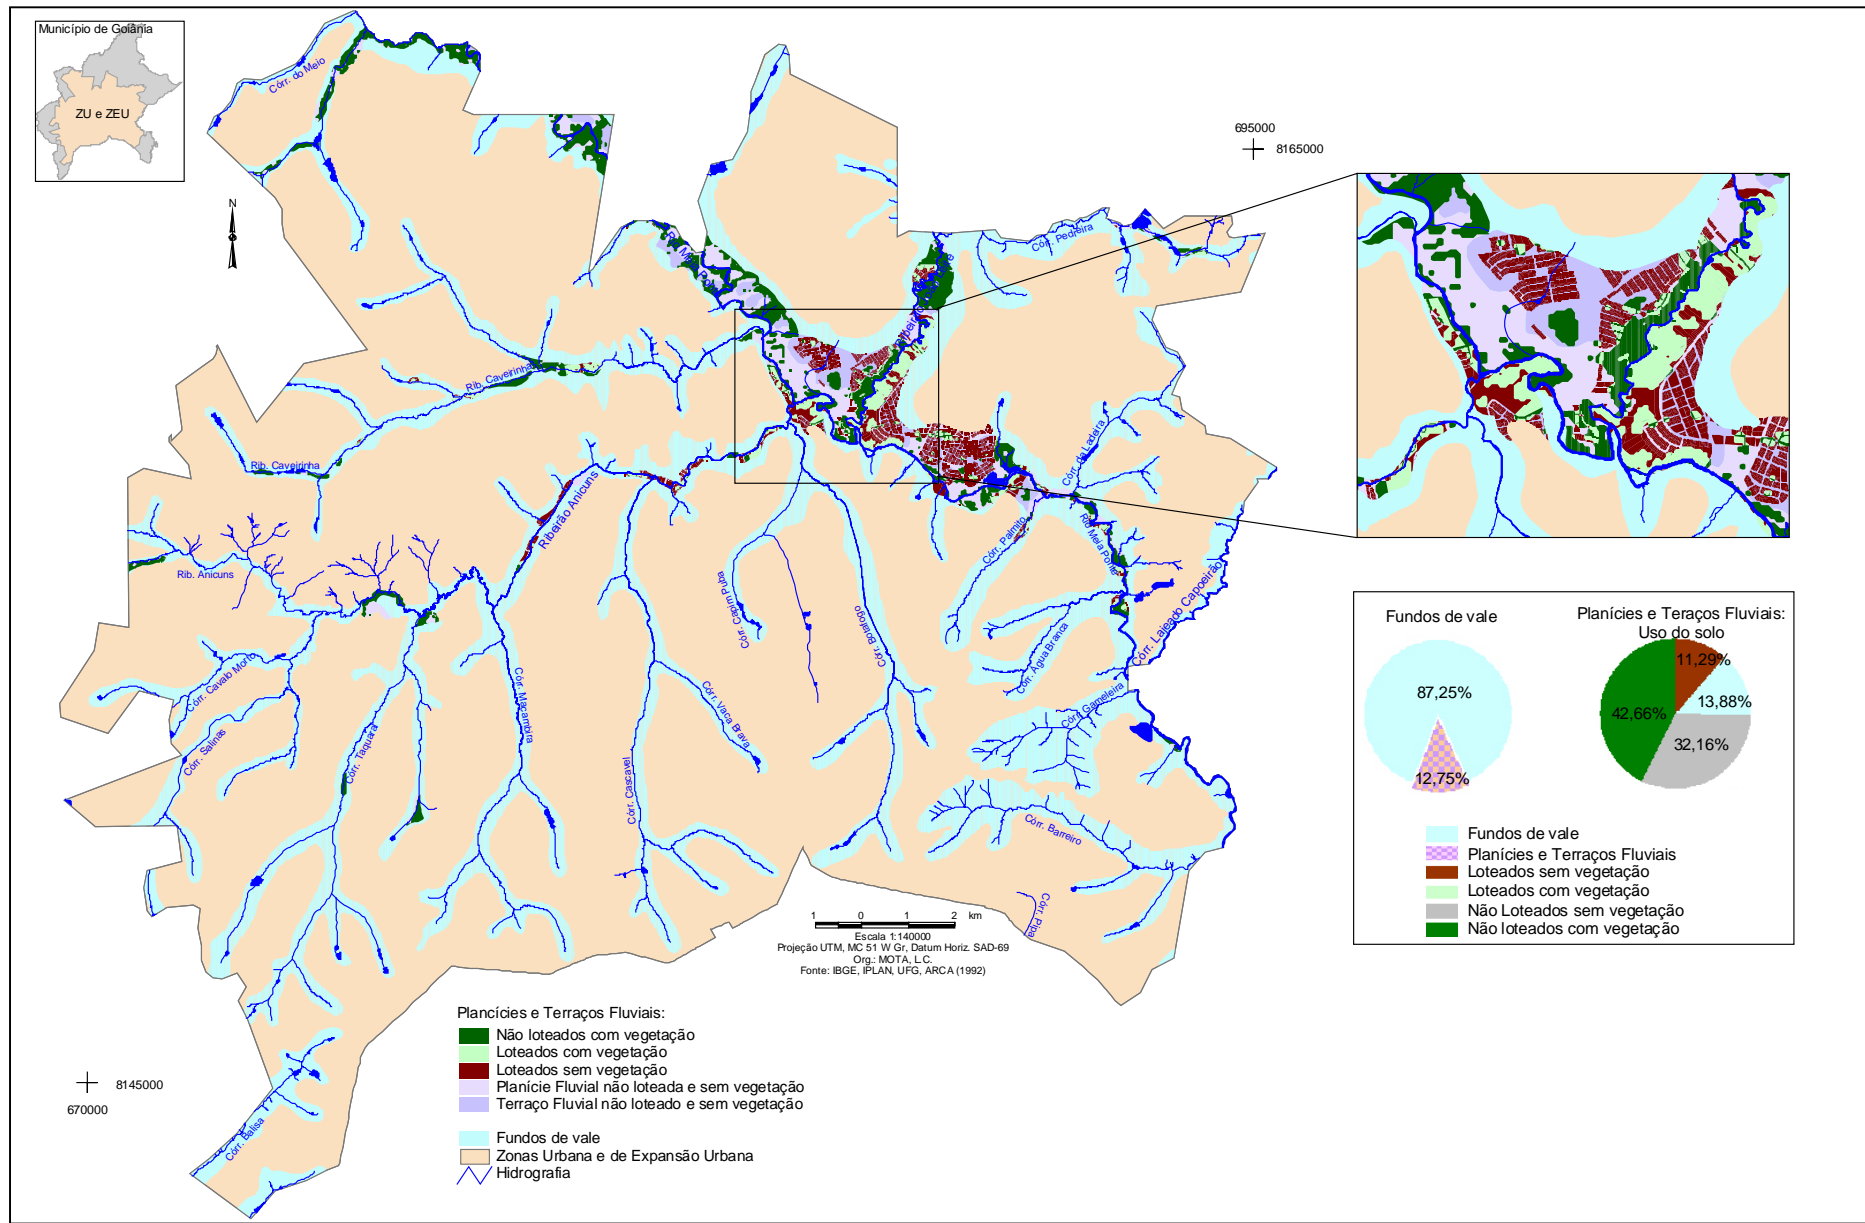 Município de Goiânia
ZU e ZEU
N
695000
8165000
Córr. do Meio
Córr. Pedreira
Rib. Caveirinha
Rib. Caveirinha
Córr. da Ladeira
Ribeirão Anicuns
Rib. Anicuns
Córr. Palmito
Rio Meia Ponte
Córr. Capim Puba
Córr. Botafogo
Córr. Lajeado Capoeirão
Córr. Água Branca
Córr. Cavalo Morto
Córr. Gameleira
Córr. Macambira
Córr. Vaca Brava
Córr. Salinas
Córr. Taquaral
Córr. Cascavel
Córr. Barreiro
Córr. Pipa
Córr. Balisa
Fundos de vale
87,25%
12,75%
Planícies e Teraços Fluviais:
Uso do solo
11,29%
13,88%
42,66%
32,16%
Fundos de vale
Planícies e Terraços Fluviais
Loteados sem vegetação
Loteados com vegetação
Não Loteados sem vegetação
Não loteados com vegetação
1 0 1 2 km
Escala 1:140000
Projeção UTM, MC 51 W Gr, Datum Horiz. SAD-69
Org.: MOTA, L.C.
Fonte: IBGE, IPLAN, UFG, ARCA (1992)
Plancícies e Terraços Fluviais:
Não loteados com vegetação
Loteados com vegetação
Loteados sem vegetação
Planície Fluvial não loteada e sem vegetação
Terraço Fluvial não loteado e sem vegetação
Fundos de vale
Zonas Urbana e de Expansão Urbana
Hidrografia
8145000
670000